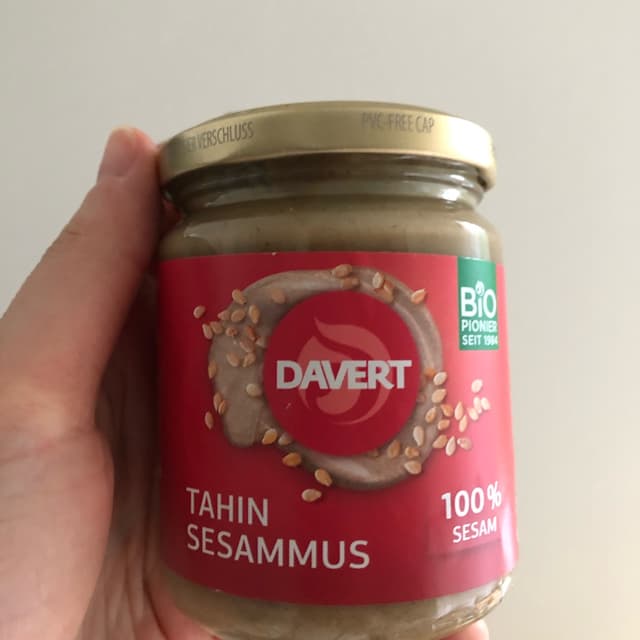 VERSCHLUSS
PVC-FREE CAP
BiO
PIONIER
SEIT 1984
DAVERT
TAHIN
SESAMMUS
100%
SESAM